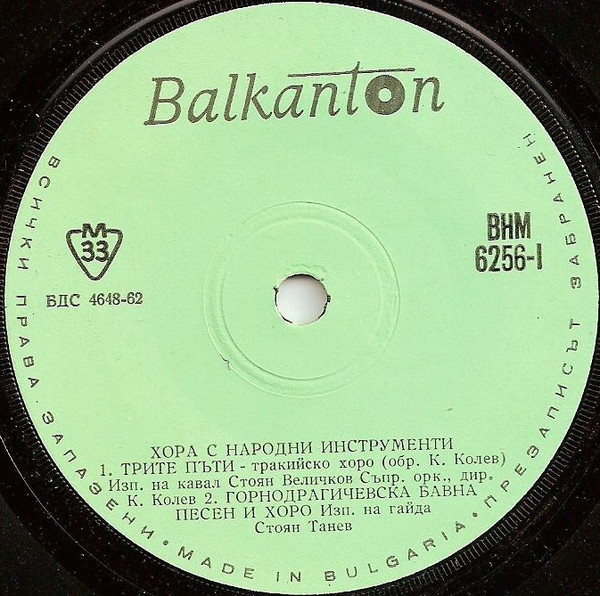 Balkanton
ВСИЧКИ ПРАВА ЗАПАЗЕНИ • MADE IN BULGARIA • ПРЕЗАПИСЪТ ЗАБРАНЕН
М
33
БДС 4648-62
ВНМ
6256-I
ХОРА С НАРОДНИ ИНСТРУМЕНТИ
1. ТРИТЕ ПЪТИ - тракийско хоро (обр. К. Колев)
Изп. на кавал Стоян Величков Съпр. орк., дир.
К. Колев 2. ГОРНОДРАГИЧЕВСКА БАВНА
ПЕСЕН И ХОРО Изп. на гайда
Стоян Танев